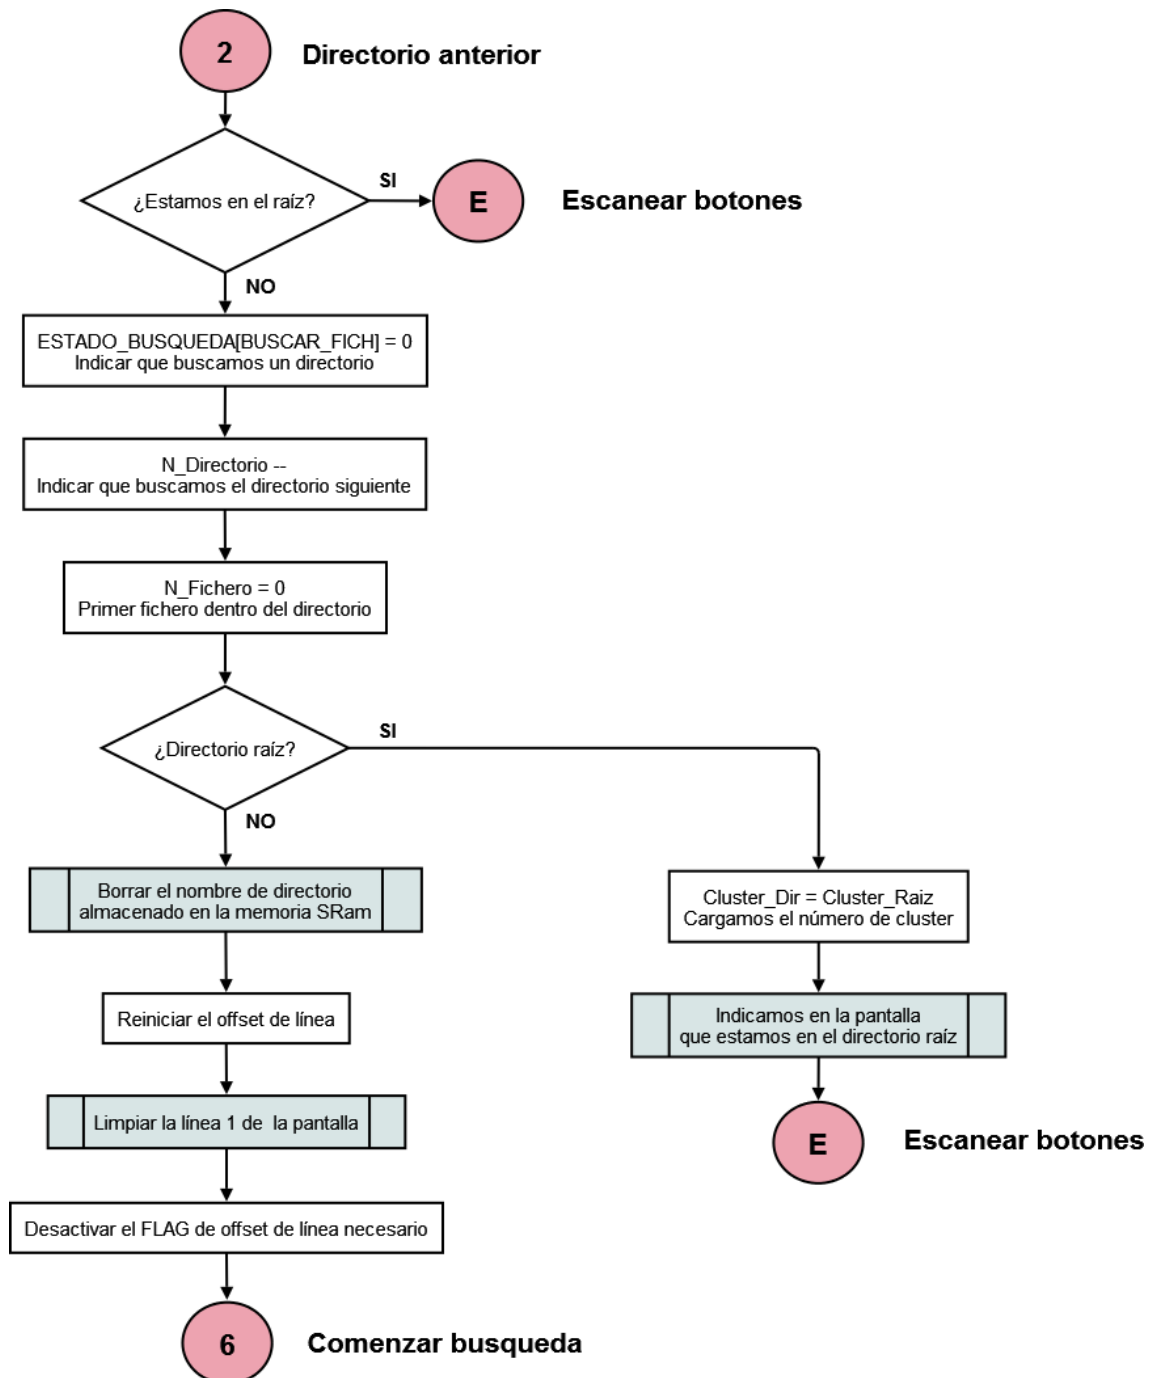 2
Directorio anterior
¿Estamos en el raíz?
SI
E
Escanear botones
NO
ESTADO_BUSQUEDA[BUSCAR_FICH] = 0
Indicar que buscamos un directorio
N_Directorio --
Indicar que buscamos el directorio siguiente
N_Fichero = 0
Primer fichero dentro del directorio
¿Directorio raíz?
SI
NO
Borrar el nombre de directorio
almacenado en la memoria SRam
Reiniciar el offset de línea
Limpiar la línea 1 de  la pantalla
Desactivar el FLAG de offset de línea necesario
6
Comenzar busqueda
Cluster_Dir = Cluster_Raiz
Cargamos el número de cluster
Indicamos en la pantalla
que estamos en el directorio raíz
E
Escanear botones